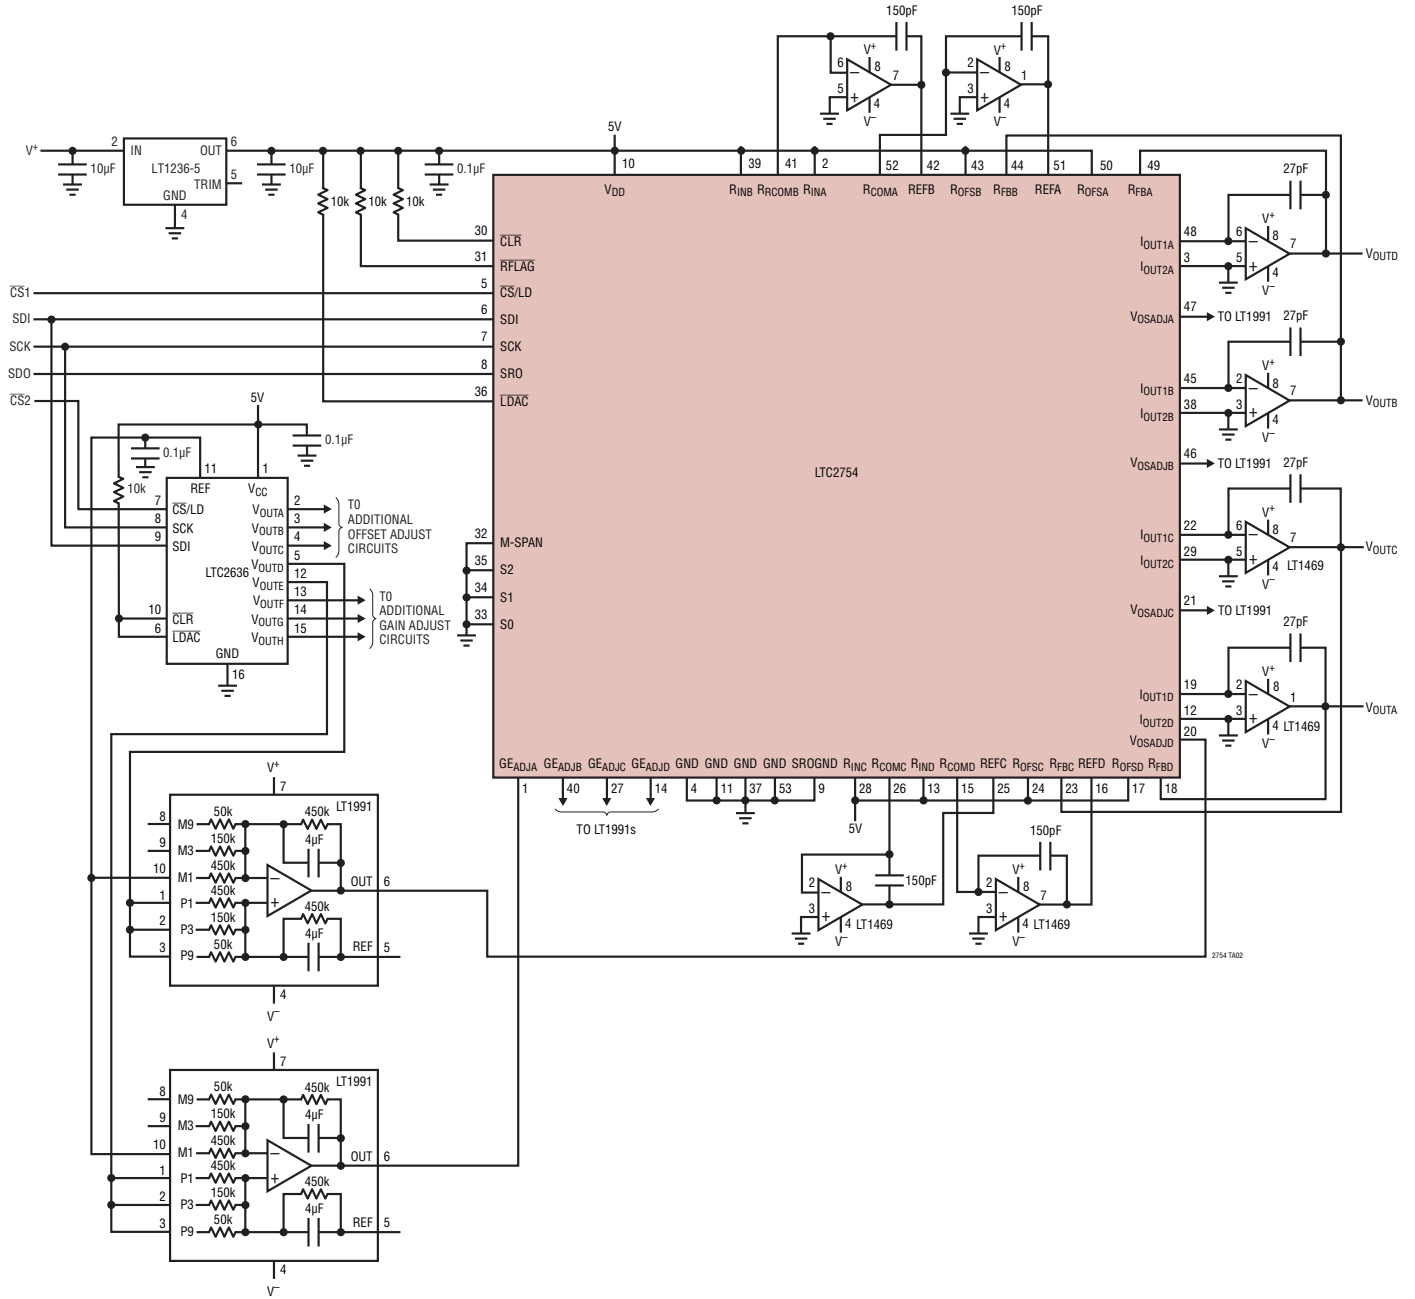 150pF 150pF
V+ V+
6 8 7 2 8 1
5 4 3 4
V− V−
5V
V+ 2 IN OUT 6
10µF LT1236-5 10µF 0.1µF
TRIM 5
GND
4
10k 10k 10k
10 39 41 2 52 42 43 44 51 50 49
VDD RINB RRCOMB RINA RCOMA REFB ROFSB RFBB REFA ROFSA RFBA
27pF
30 CLR
31 RFLAG
CS1 5 CS/LD
SDI 6 SDI
SCK 7 SCK
SDO 8 SRO
CS2 36 LDAC
IOUT1A 48 6 V+ 8 7 VOUTD
IOUT2A 3 5 4 V−
VOSADJA 47 TO LT1991 27pF
IOUT1B 45 2 V+ 8 7 VOUTB
IOUT2B 38 3 4 V−
VOSADJB 46 TO LT1991 27pF
LTC2754
IOUT1C 22 6 V+ 8 7 VOUTC
IOUT2C 29 5 4 LT1469
V−
VOSADJC 21 TO LT1991
27pF
IOUT1D 19 2 V+ 8 1 VOUTA
IOUT2D 12 3 4 LT1469
V−
VOSADJD 20
5V
0.1µF 0.1µF
10k
11 1
REF VCC
7 CS/LD VOUTA 2
8 SCK VOUTB 3
9 SDI VOUTC 4
VOUTD 5
LTC2636 VOUTE 12
VOUTF 13
10 CLR VOUTG 14
6 LDAC VOUTH 15
GND
16
TO
ADDITIONAL
OFFSET ADJUST
CIRCUITS
TO
ADDITIONAL
GAIN ADJUST
CIRCUITS
32 M-SPAN
35 S2
34 S1
33 S0
GEADJA GEADJB GEADJC GEADJD GND GND GND GND SROGND RINC RCOMC RIND RCOMD REFC ROFSC RFBC REFD ROFSD RFBD
1 40 27 14 4 11 37 53 9 28 26 13 15 25 24 23 16 17 18
TO LT1991s
5V
150pF
V+ V+
2 8 150pF 2 8 7
3 4 LT1469 3 4 LT1469
V− V−
2754 TA02
V+
7
LT1991
8 M9 50k 450k
9 M3 150k 4µF
10 M1 450k
OUT 6
1 P1 450k
2 P3 150k 450k
4µF
3 P9 50k REF 5
4
V−
V+
7
LT1991
8 M9 50k 450k
9 M3 150k 4µF
10 M1 450k
OUT 6
1 P1 450k
2 P3 150k 450k
4µF
3 P9 50k REF 5
4
V−